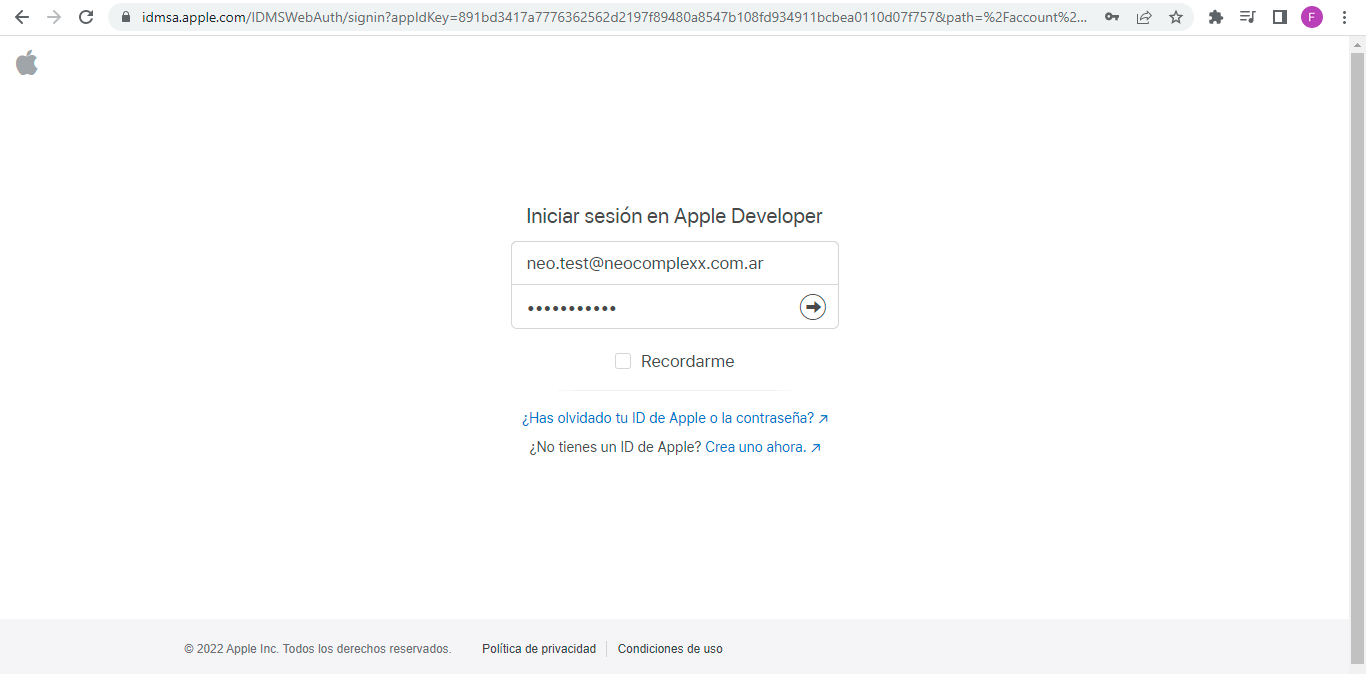 idmsa.apple.com/IDMSWebAuth/signin?appIdKey=891bd3417a7776362562d2197f89480a8547b108fd934911bcbea0110d07f757&path=%2Faccount%2...
F
Iniciar sesión en Apple Developer
neo.test@neocomplexx.com.ar
•••••••••••
Recordarme
¿Has olvidado tu ID de Apple o la contraseña? ↗
¿No tienes un ID de Apple? Crea uno ahora. ↗
© 2022 Apple Inc. Todos los derechos reservados. Política de privacidad Condiciones de uso